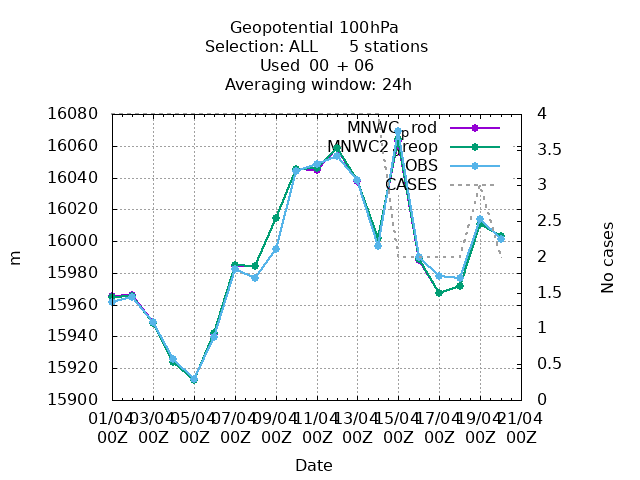 Geopotential 100hPa
Selection: ALL 5 stations
Used 00 + 06
Averaging window: 24h
16080
16060
16040
16020
16000
15980
15960
15940
15920
15900
m
4
3.5
3
2.5
2
1.5
1
0.5
0
No cases
MNWC_prod
MNWC2_preop
OBS
CASES
01/04 03/04 05/04 07/04 09/04 11/04 13/04 15/04 17/04 19/04 21/04
00Z 00Z 00Z 00Z 00Z 00Z 00Z 00Z 00Z 00Z 00Z
Date